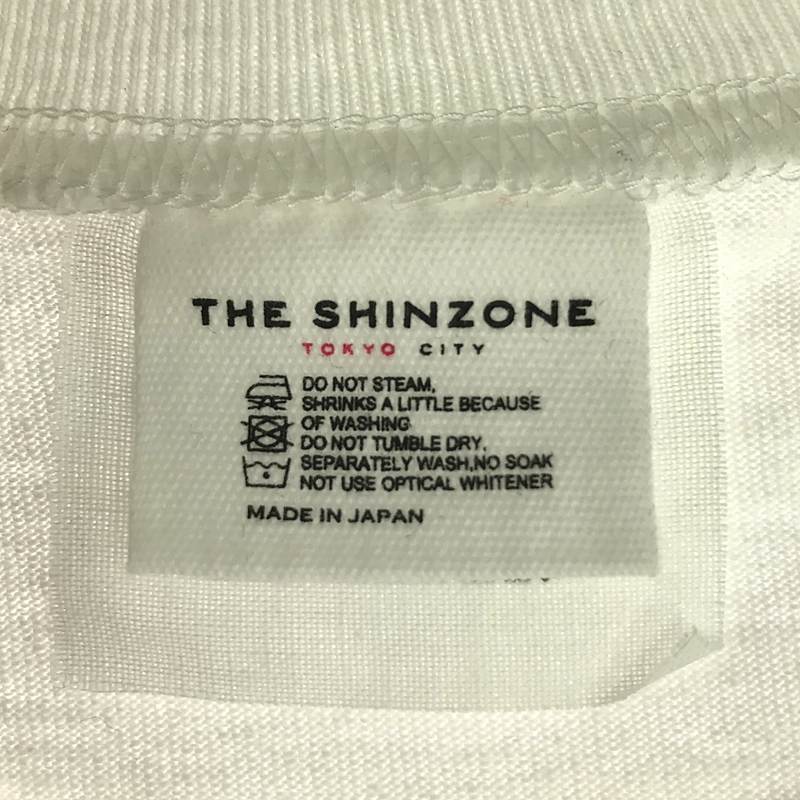 THE SHINZONE
TOKYO CITY
DO NOT STEAM,
SHRINKS A LITTLE BECAUSE
OF WASHING
DO NOT TUMBLE DRY.
SEPARATELY WASH,NO SOAK
NOT USE OPTICAL WHITENER
MADE IN JAPAN